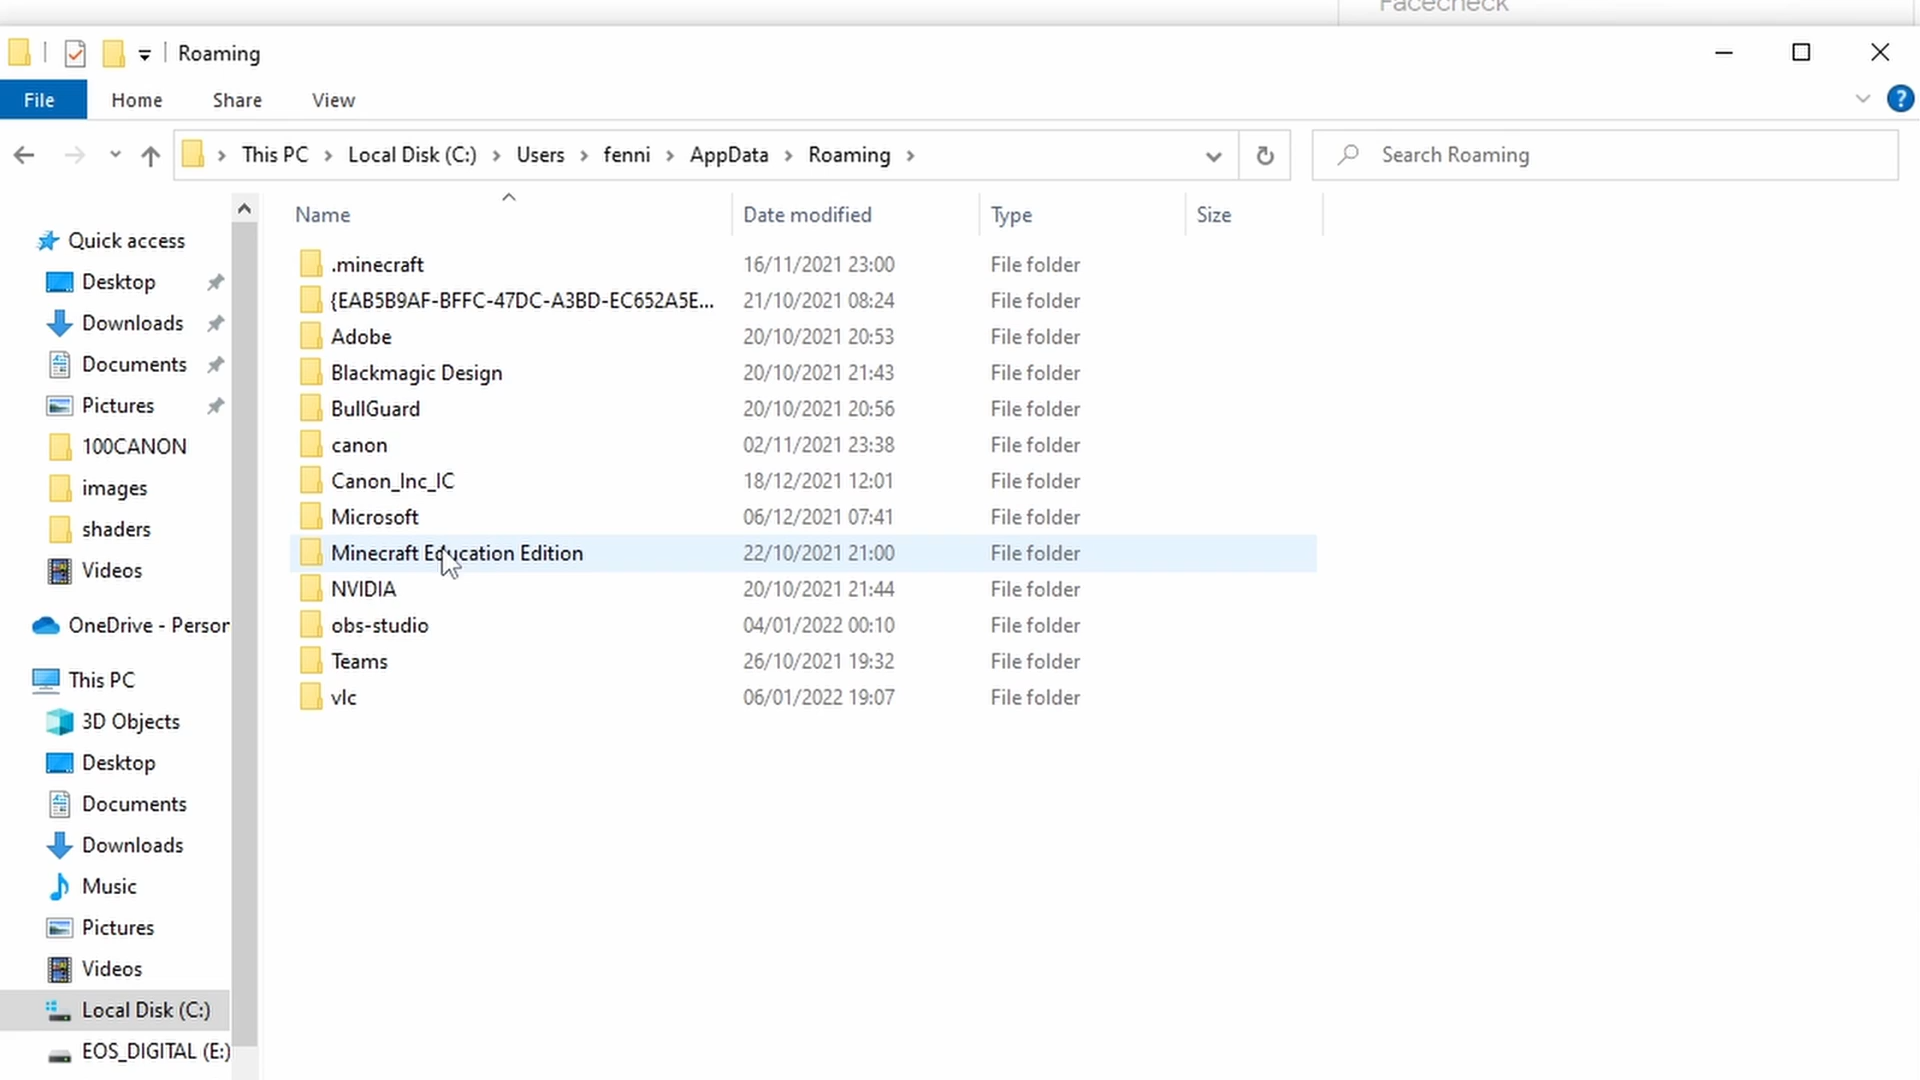 Facecheck
Roaming
File Home Share View
This PC Local Disk (C:) Users fenni AppData Roaming Search Roaming
Name Date modified Type Size
.minecraft 16/11/2021 23:00 File folder
{EAB5B9AF-BFFC-47DC-A3BD-EC652A5E... 21/10/2021 08:24 File folder
Adobe 20/10/2021 20:53 File folder
Blackmagic Design 20/10/2021 21:43 File folder
BullGuard 20/10/2021 20:56 File folder
canon 02/11/2021 23:38 File folder
Canon_Inc_IC 18/12/2021 12:01 File folder
Microsoft 06/12/2021 07:41 File folder
Minecraft Education Edition 22/10/2021 21:00 File folder
NVIDIA 20/10/2021 21:44 File folder
obs-studio 04/01/2022 00:10 File folder
Teams 26/10/2021 19:32 File folder
vlc 06/01/2022 19:07 File folder
Quick access
Desktop
Downloads
Documents
Pictures
100CANON
images
shaders
Videos
OneDrive - Person
This PC
3D Objects
Desktop
Documents
Downloads
Music
Pictures
Videos
Local Disk (C:)
EOS_DIGITAL (E:)